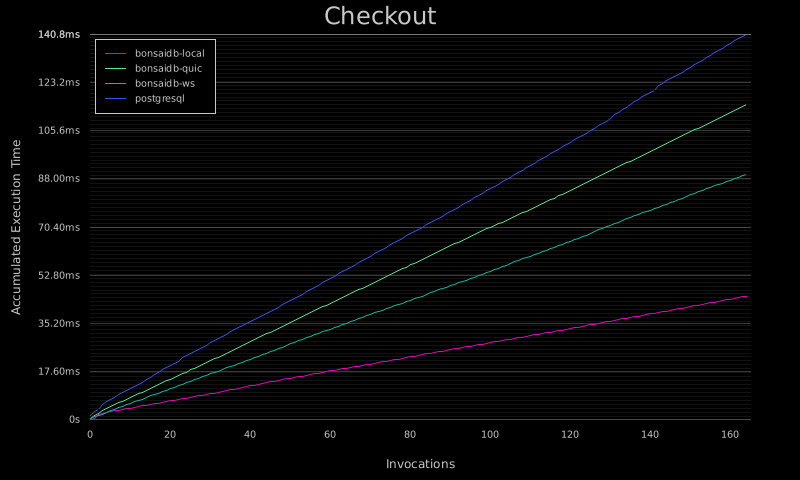 Checkout
140.8ms
123.2ms
105.6ms
88.00ms
70.40ms
52.80ms
35.20ms
17.60ms
0s
bonsaidb-local
bonsaidb-quic
bonsaidb-ws
postgresql
Accumulated Execution Time
0 20 40 60 80 100 120 140 160
Invocations